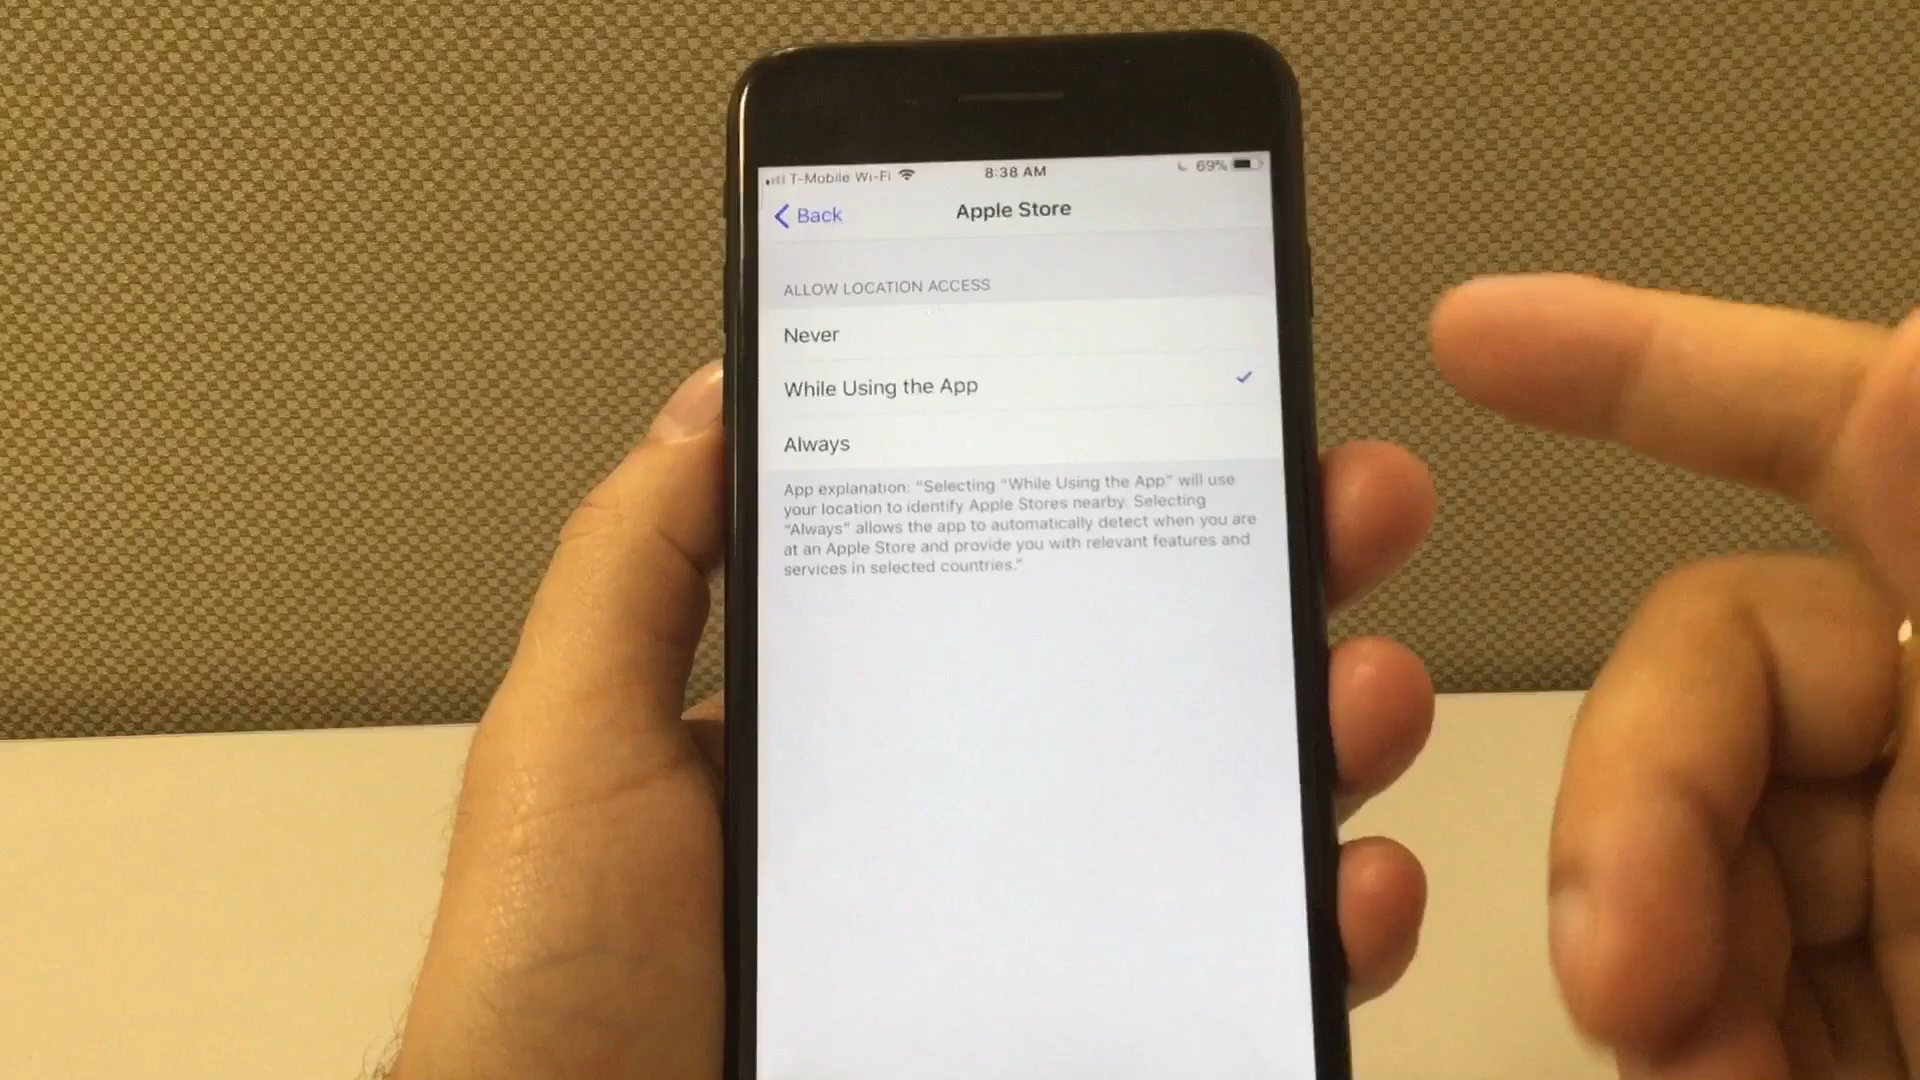 T-Mobile Wi-Fi 8:38 AM 69%
Back Apple Store
ALLOW LOCATION ACCESS
Never
While Using the App
Always
App explanation: “Selecting “While Using the App” will use
your location to identify Apple Stores nearby. Selecting
“Always” allows the app to automatically detect when you are
at an Apple Store and provide you with relevant features and
services in selected countries.”